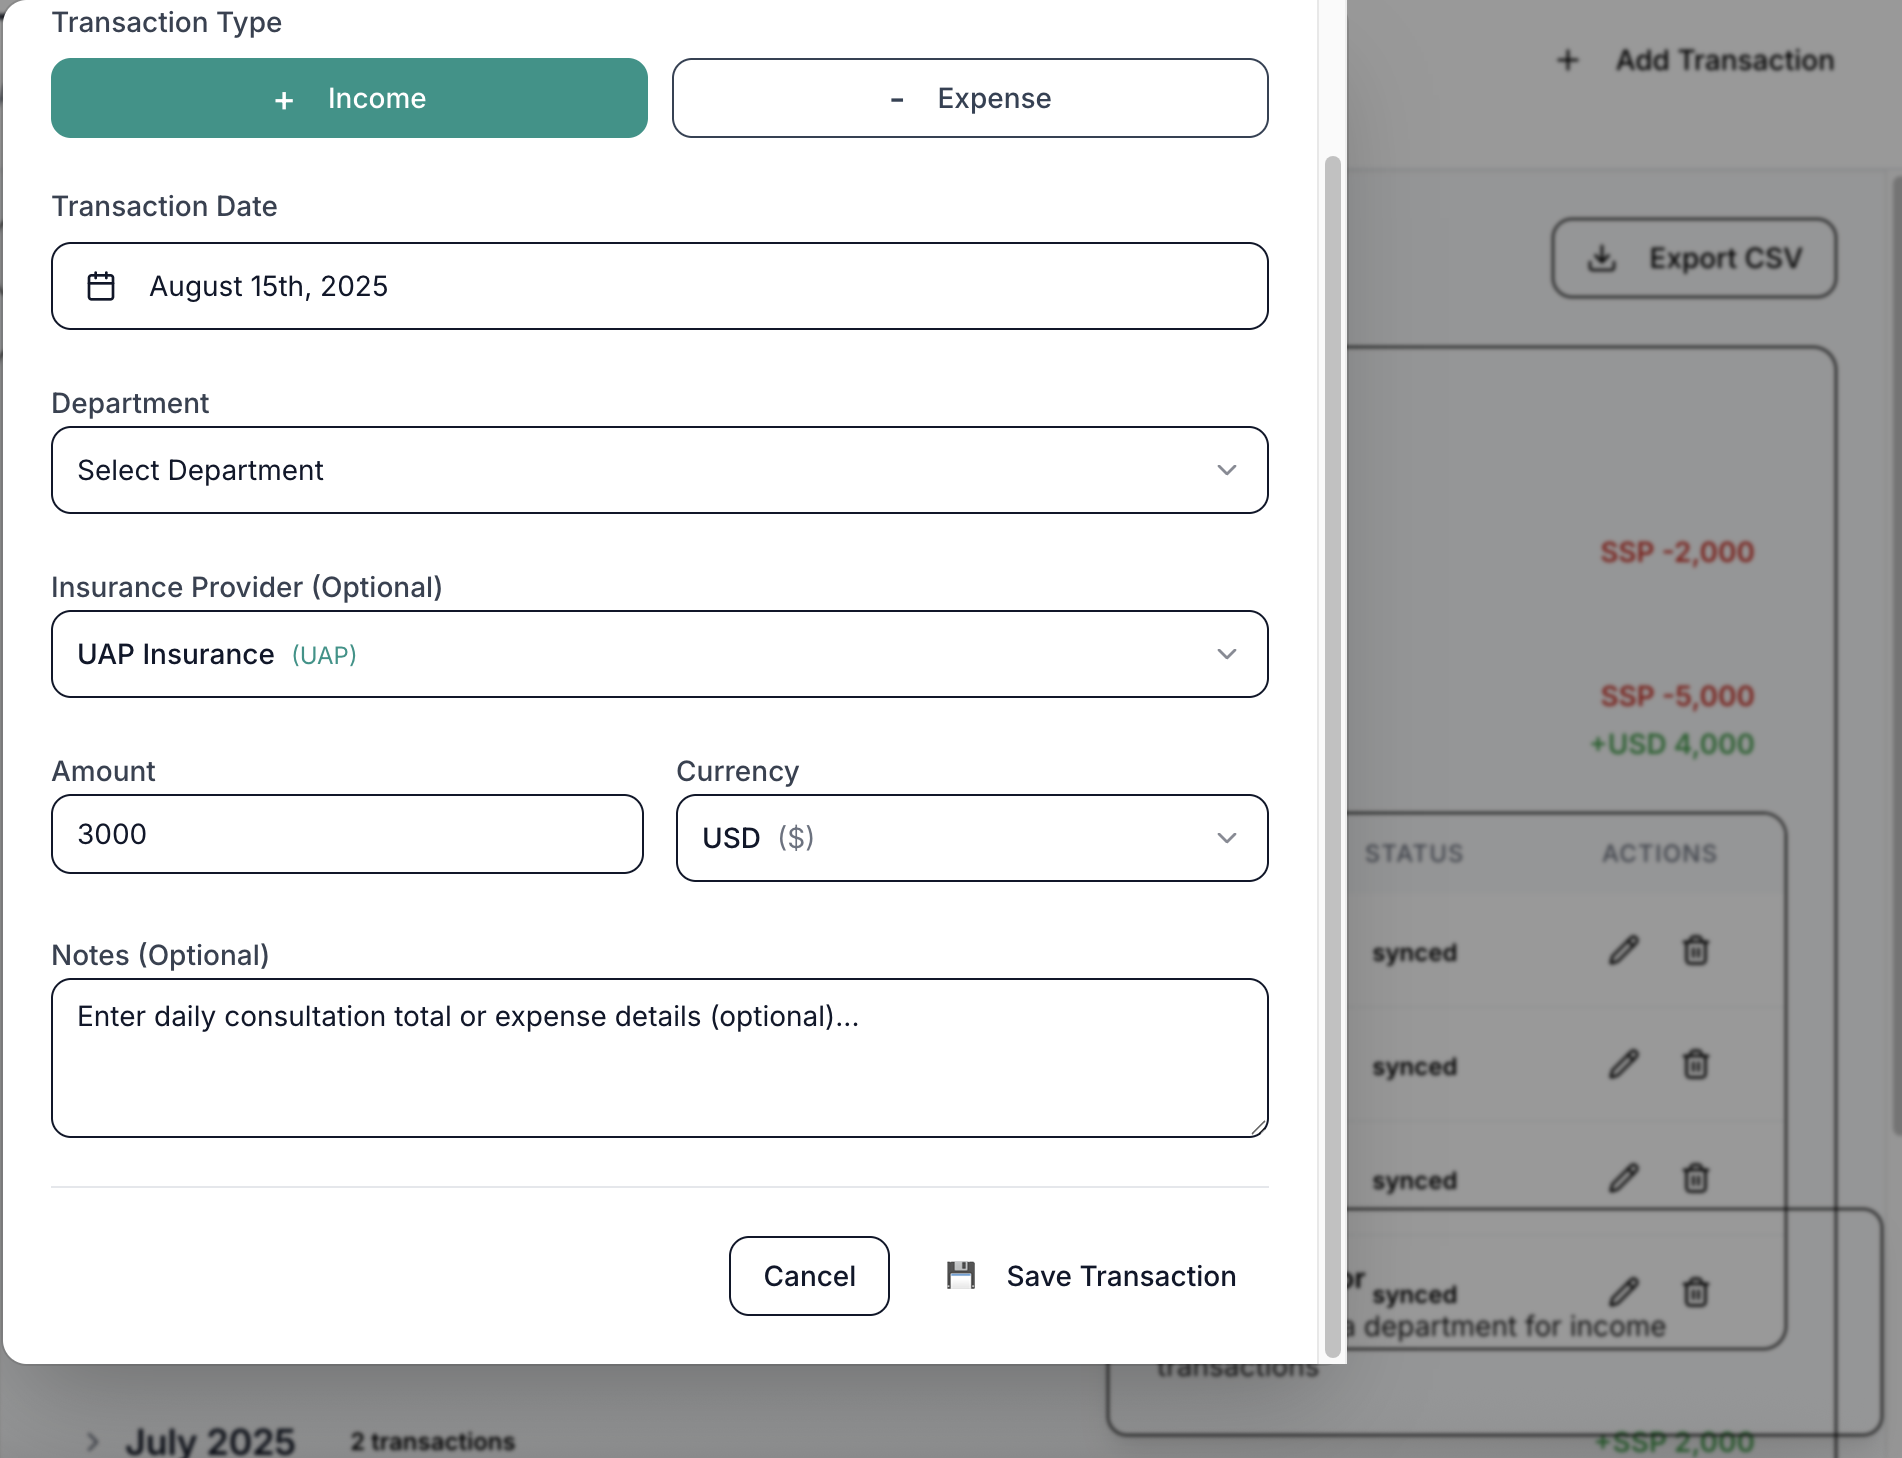 Transaction Type
+ Income
- Expense
+ Add Transaction
Transaction Date
August 15th, 2025
Export CSV
Department
Select Department
SSP -2,000
Insurance Provider (Optional)
UAP Insurance (UAP)
SSP -5,000
+USD 4,000
Amount
Currency
3000
USD ($)
STATUS
ACTIONS
Notes (Optional)
Enter daily consultation total or expense details (optional)...
synced
synced
synced
Cancel
Save Transaction
synced
a department for income
transactions
July 2025
2 transactions
+SSP 2,000